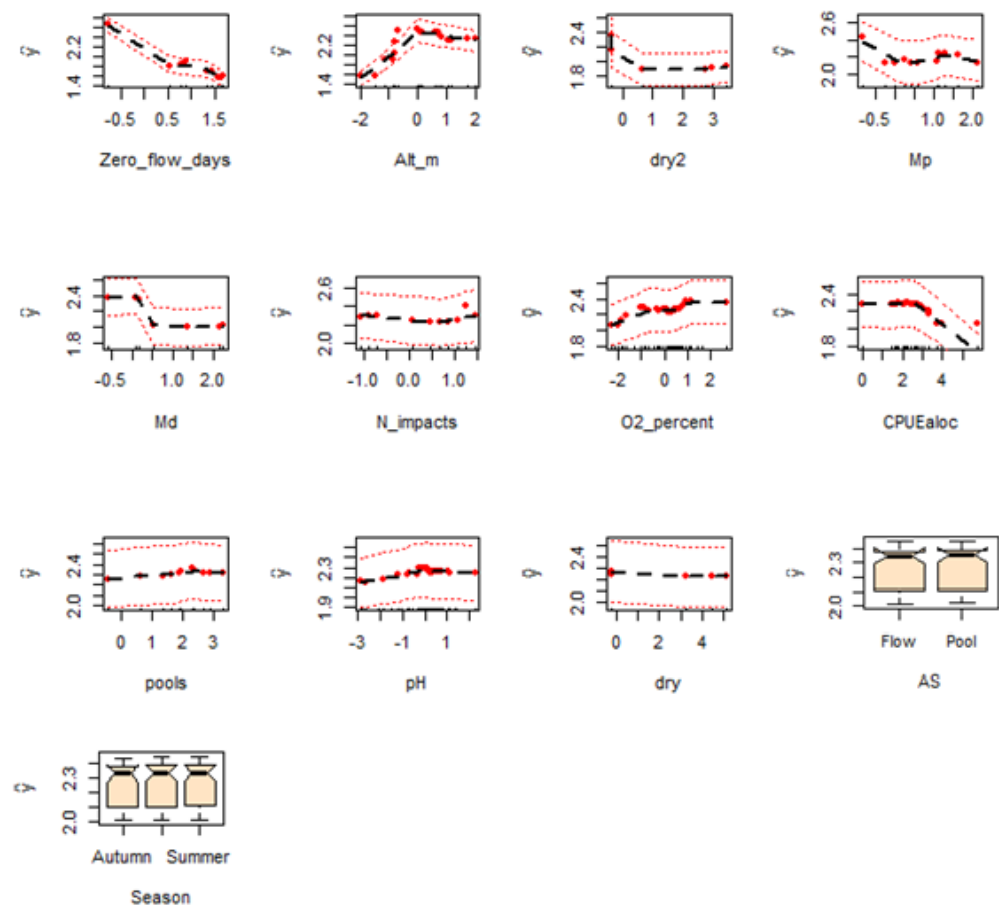 ŷ 1.4 2.2 -0.5 0.5 1.5 Zero_flow_days
ŷ 1.4 2.2 -2 0 1 2 Alt_m
ŷ 1.8 2.4 0 1 2 3 dry2
ŷ 2.0 2.6 -0.5 1.0 2.0 Mp
ŷ 1.8 2.4 -0.5 1.0 2.0 Md
ŷ 2.0 2.6 -1.0 0.0 1.0 N_impacts
ŷ 1.8 2.4 -2 0 1 2 O2_percent
ŷ 1.8 2.4 0 2 4 CPUEaloc
ŷ 2.0 2.4 0 1 2 3 pools
ŷ 1.9 2.3 -3 -1 1 pH
ŷ 2.0 2.4 0 2 3 4 5 dry
ŷ 2.0 2.3 Flow Pool AS
ŷ 2.0 2.3 Autumn Summer Season